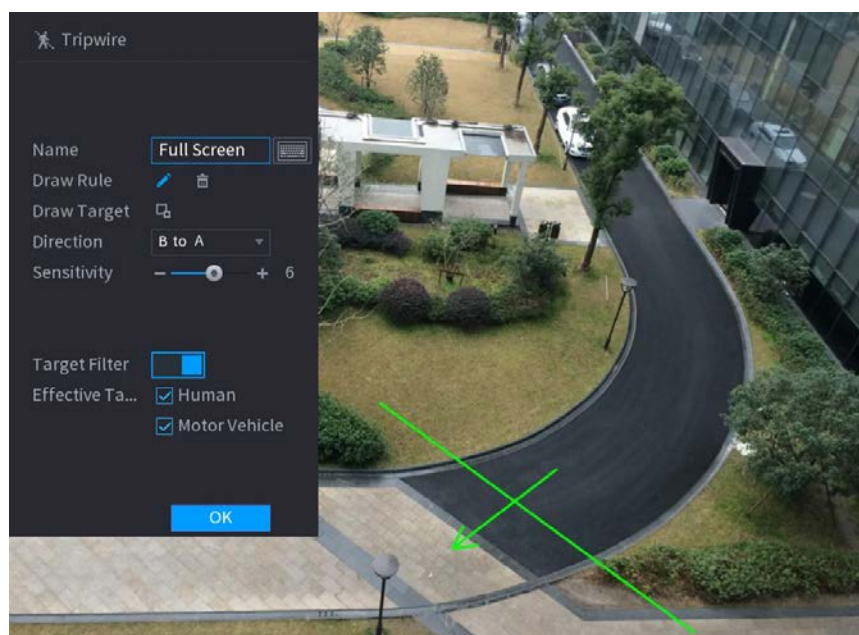 Tripwire
Name Full Screen
Draw Rule
Draw Target
Direction B to A
Sensitivity - + 6
Target Filter
Effective Ta... Human
Motor Vehicle
OK